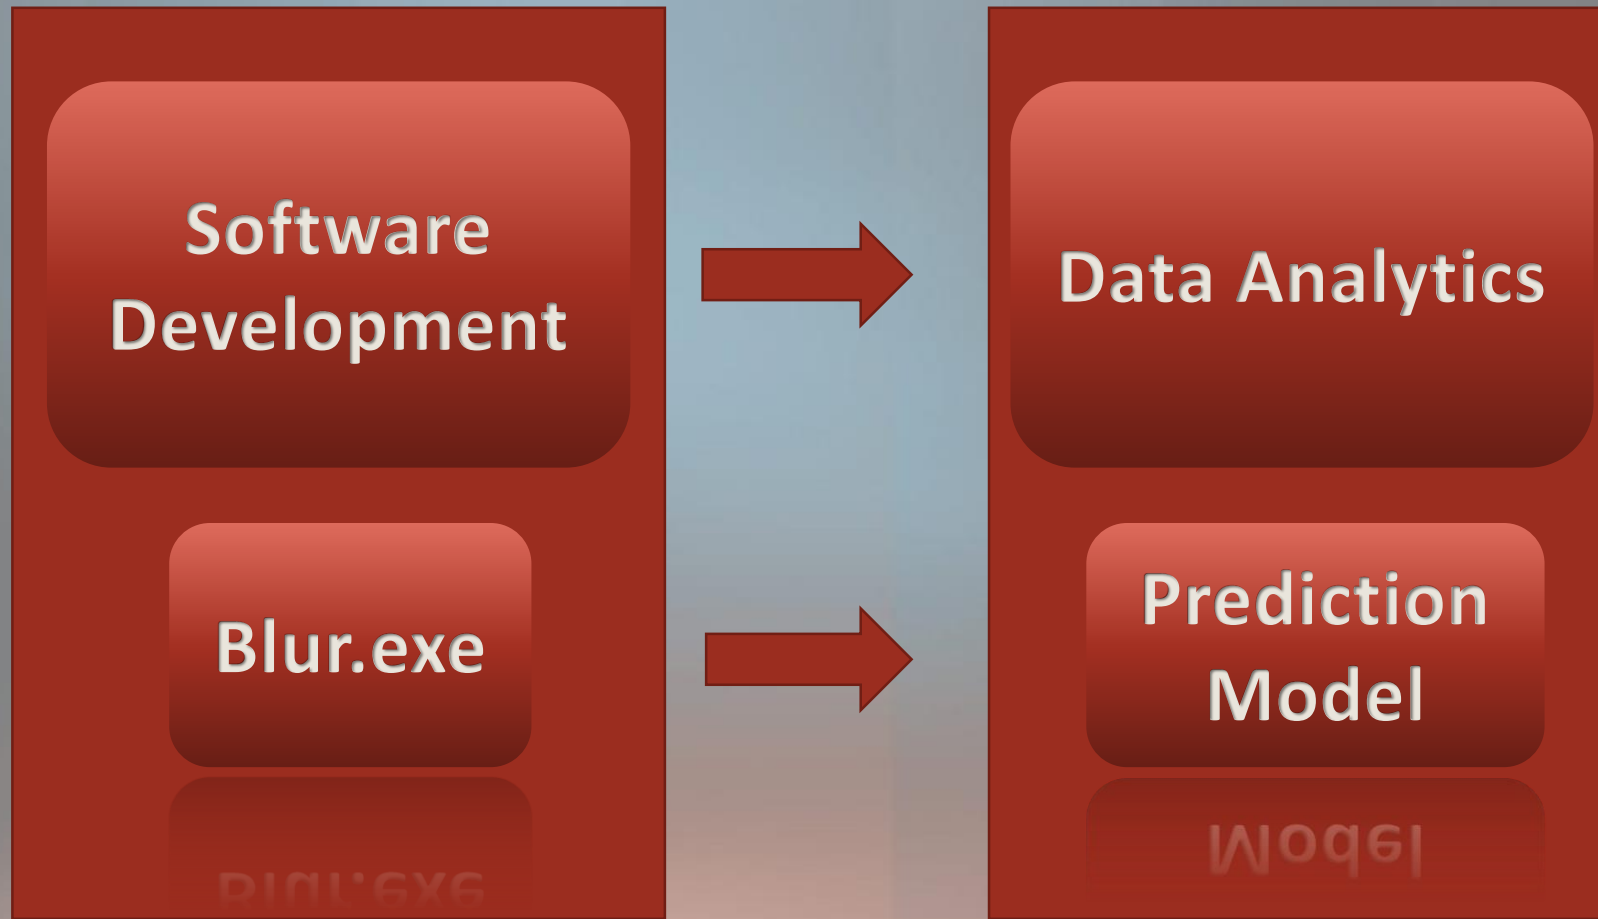 Software
Development
Data Analytics
Blur.exe
Prediction
Model